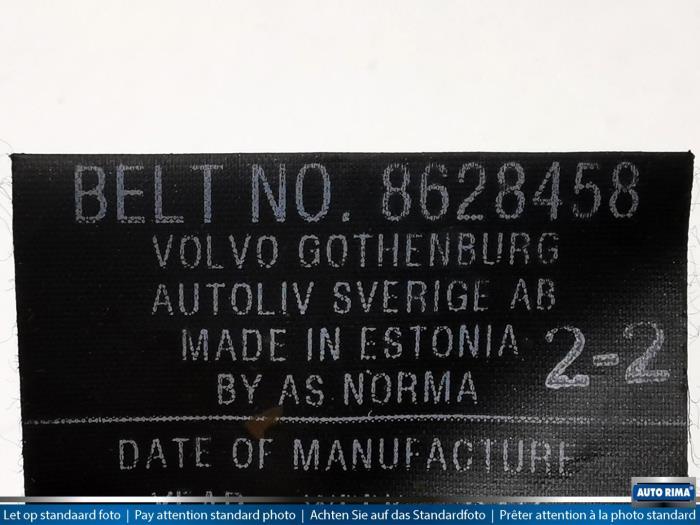 BELT NO. 8628458
VOLVO GOTHENBURG
AUTOLIV SVERIGE AB
MADE IN ESTONIA
2-2
BY AS NORMA
DATE OF MANUFACTURE
AUTO RIMA
Let op standaard foto | Pay attention standard photo | Achten Sie auf das Standardfoto | Prêter attention à la photo standard